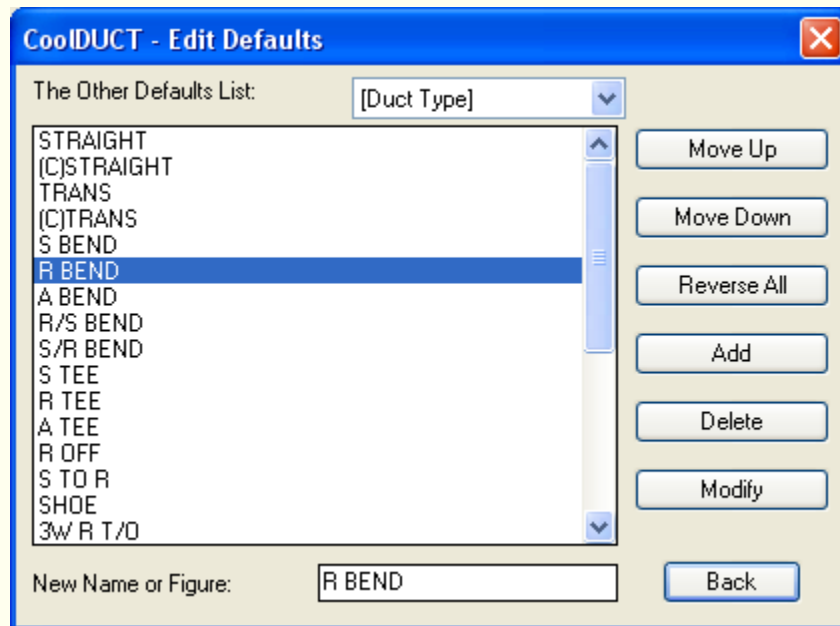 CoolDUCT - Edit Defaults
The Other Defaults List:
[Duct Type]
STRAIGHT
(C)STRAIGHT
TRANS
(C)TRANS
S BEND
R BEND
A BEND
R/S BEND
S/R BEND
S TEE
R TEE
A TEE
R OFF
S TO R
SHOE
3W R T/O
Move Up
Move Down
Reverse All
Add
Delete
Modify
New Name or Figure:
R BEND
Back